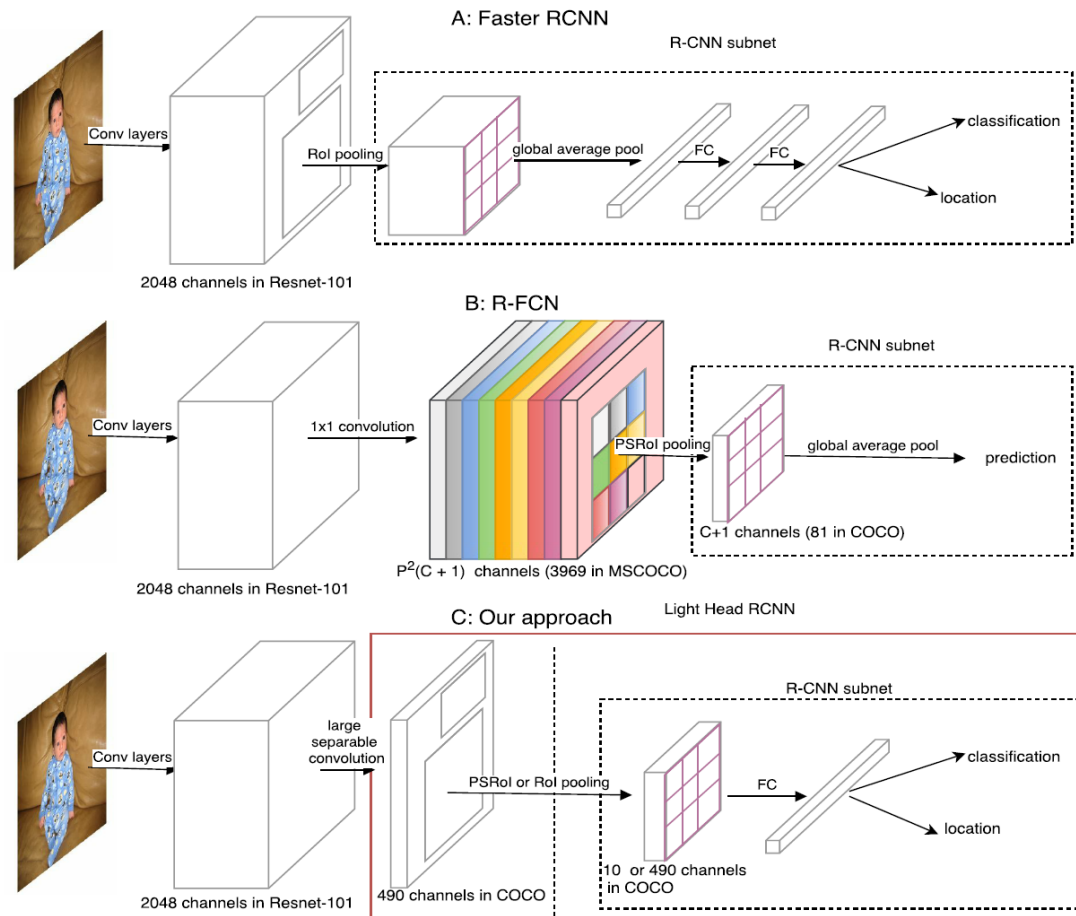 A: Faster RCNN
R-CNN subnet
Conv layers
RoI pooling
global average pool
FC
FC
classification
location
2048 channels in Resnet-101
B: R-FCN
R-CNN subnet
Conv layers
1x1 convolution
PSRoI pooling
global average pool
prediction
C+1 channels (81 in COCO)
P²(C + 1) channels (3969 in MSCOCO)
2048 channels in Resnet-101
C: Our approach
Light Head RCNN
R-CNN subnet
Conv layers
large
separable
convolution
PSRoI or RoI pooling
FC
classification
location
10 or 490 channels
in COCO
490 channels in COCO
2048 channels in Resnet-101